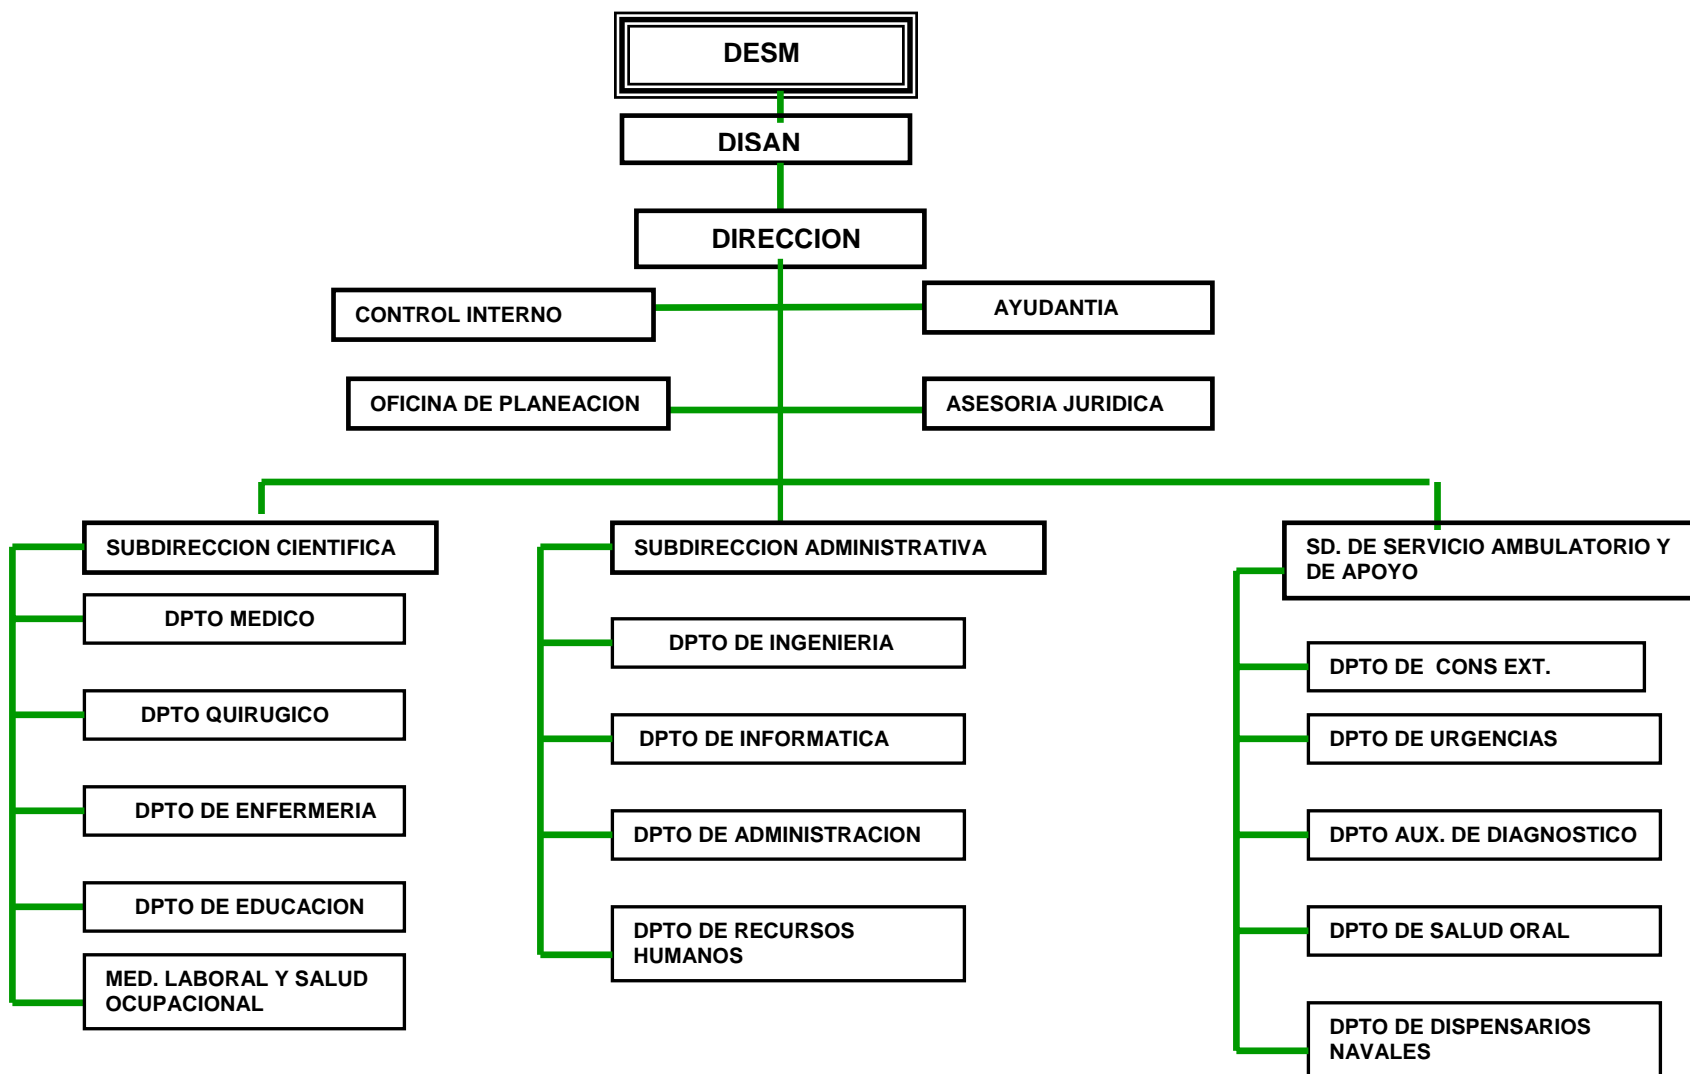 DESM
DISAN
DIRECCION
CONTROL INTERNO
AYUDANTIA
OFICINA DE PLANEACION
ASESORIA JURIDICA
SUBDIRECCION CIENTIFICA
DPTO MEDICO
DPTO QUIRUGICO
DPTO DE ENFERMERIA
DPTO DE EDUCACION
MED. LABORAL Y SALUD
OCUPACIONAL
SUBDIRECCION ADMINISTRATIVA
DPTO DE INGENIERIA
DPTO DE INFORMATICA
DPTO DE ADMINISTRACION
DPTO DE RECURSOS
HUMANOS
SD. DE SERVICIO AMBULATORIO Y
DE APOYO
DPTO DE  CONS EXT.
DPTO DE URGENCIAS
DPTO AUX. DE DIAGNOSTICO
DPTO DE SALUD ORAL
DPTO DE DISPENSARIOS
NAVALES